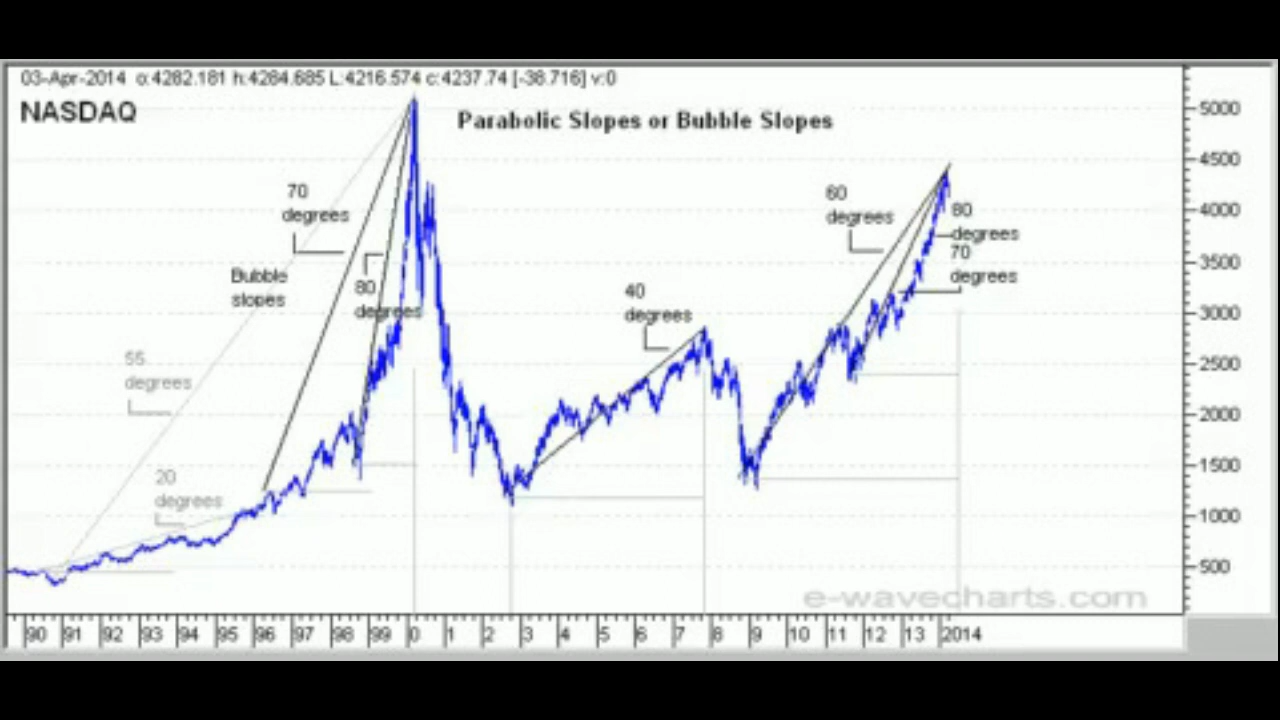 03-Apr-2014 o:4282.181 h:4284.685 L:4216.574 c:4237.74 [-38.716] v:0
NASDAQ
Parabolic Slopes or Bubble Slopes
5000
4500
4000
3500
3000
2500
2000
1500
1000
500
70
degrees
Bubble
slopes
80
degrees
55
degrees
20
degrees
40
degrees
60
degrees
80
degrees
70
degrees
e-wavecharts.com
90 91 92 93 94 95 96 97 98 99 0 1 2 3 4 5 6 7 8 9 10 11 12 13 2014